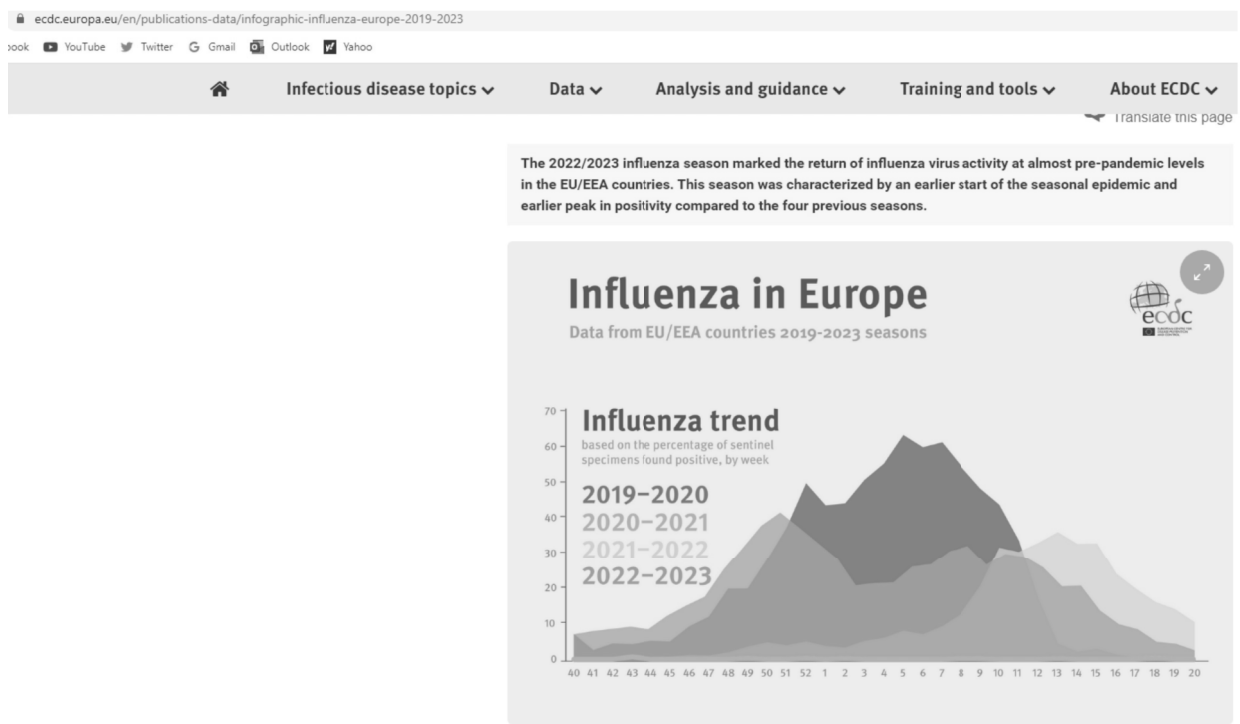 ecdc.europa.eu/en/publications-data/infographic-influenza-europe-2019-2023
YouTube Twitter Gmail Outlook Yahoo
Infectious disease topics Data Analysis and guidance Training and tools About ECDC
Translate this page
The 2022/2023 influenza season marked the return of influenza virus activity at almost pre-pandemic levels
in the EU/EEA countries. This season was characterized by an earlier start of the seasonal epidemic and
earlier peak in positivity compared to the four previous seasons.
Influenza in Europe
Data from EU/EEA countries 2019-2023 seasons
ecdc
70
Influenza trend
60
based on the percentage of sentinel
specimens found positive, by week
50
2019–2020
40
2020–2021
30
2021–2022
2022–2023
20
10
0
40 41 42 43 44 45 46 47 48 49 50 51 52 1 2 3 4 5 6 7 8 9 10 11 12 13 14 15 16 17 18 19 20